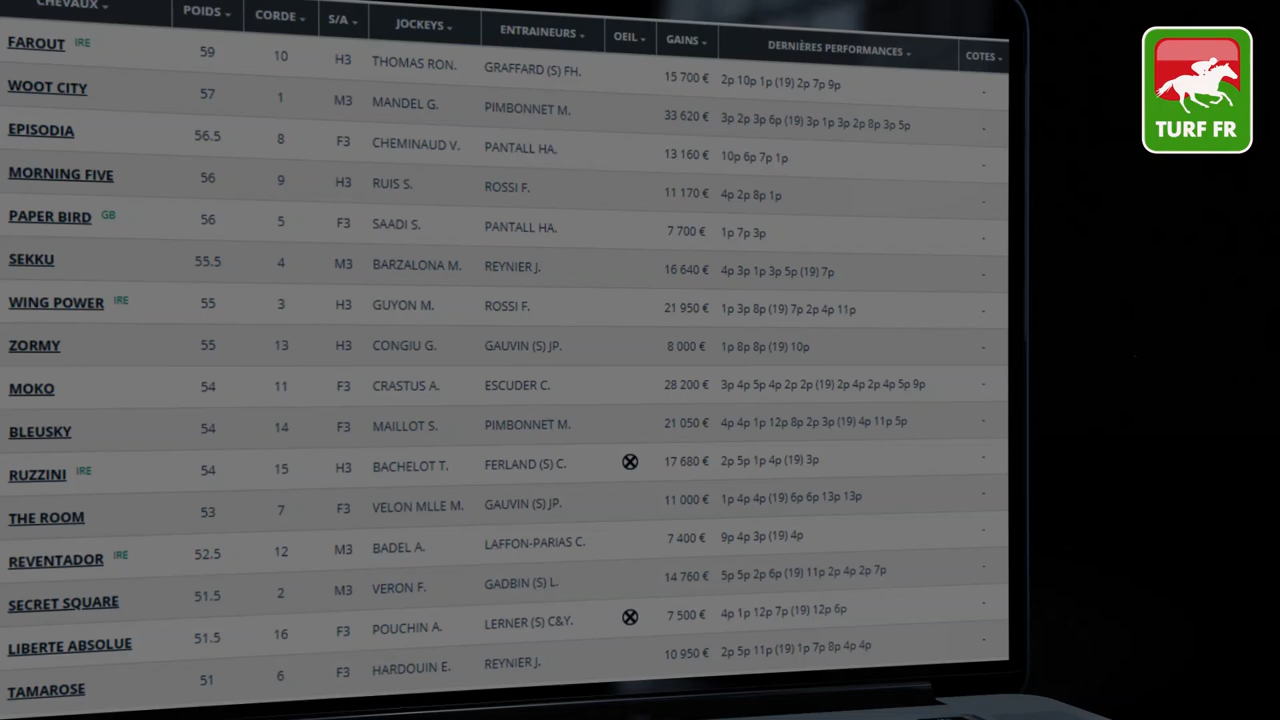 CHEVAUX POIDS CORDE S/A JOCKEYS ENTRAINEURS OEIL GAINS DERNIÈRES PERFORMANCES COTES
FAROUT IRE 59 10 H3 THOMAS RON. GRAFFARD (S) FH. 15 700 € 2p 10p 1p (19) 2p 7p 9p -
WOOT CITY 57 1 M3 MANDEL G. PIMBONNET M. 33 620 € 3p 2p 3p 6p (19) 3p 1p 3p 2p 8p 3p 5p -
EPISODIA 56.5 8 F3 CHEMINAUD V. PANTALL HA. 13 160 € 10p 6p 7p 1p -
MORNING FIVE 56 9 H3 RUIS S. ROSSI F. 11 170 € 4p 2p 8p 1p -
PAPER BIRD GB 56 5 F3 SAADI S. PANTALL HA. 7 700 € 1p 7p 3p -
SEKKU 55.5 4 M3 BARZALONA M. REYNIER J. 16 640 € 4p 3p 1p 3p 5p (19) 7p -
WING POWER IRE 55 3 H3 GUYON M. ROSSI F. 21 950 € 1p 3p 8p (19) 7p 2p 4p 11p -
ZORMY 55 13 H3 CONGIU G. GAUVIN (S) JP. 8 000 € 1p 8p 8p (19) 10p -
MOKO 54 11 F3 CRASTUS A. ESCUDER C. 28 200 € 3p 4p 5p 4p 2p 2p (19) 2p 4p 2p 4p 5p 9p -
BLEUSKY 54 14 F3 MAILLOT S. PIMBONNET M. 21 050 € 4p 4p 1p 12p 8p 2p 3p (19) 4p 11p 5p -
RUZZINI IRE 54 15 H3 BACHELOT T. FERLAND (S) C. 17 680 € 2p 5p 1p 4p (19) 3p -
THE ROOM 53 7 F3 VELON MLLE M. GAUVIN (S) JP. 11 000 € 1p 4p 4p (19) 6p 6p 13p 13p -
REVENTADOR IRE 52.5 12 M3 BADEL A. LAFFON-PARIAS C. 7 400 € 9p 4p 3p (19) 4p -
SECRET SQUARE 51.5 2 M3 VERON F. GADBIN (S) L. 14 760 € 5p 5p 2p 6p (19) 11p 2p 4p 2p 7p -
LIBERTE ABSOLUE 51.5 16 F3 POUCHIN A. LERNER (S) C&Y. 7 500 € 4p 1p 12p 7p (19) 12p 6p -
TAMAROSE 51 6 F3 HARDOUIN E. REYNIER J. 10 950 € 2p 5p 11p (19) 1p 7p 8p 4p 4p -
TURF FR